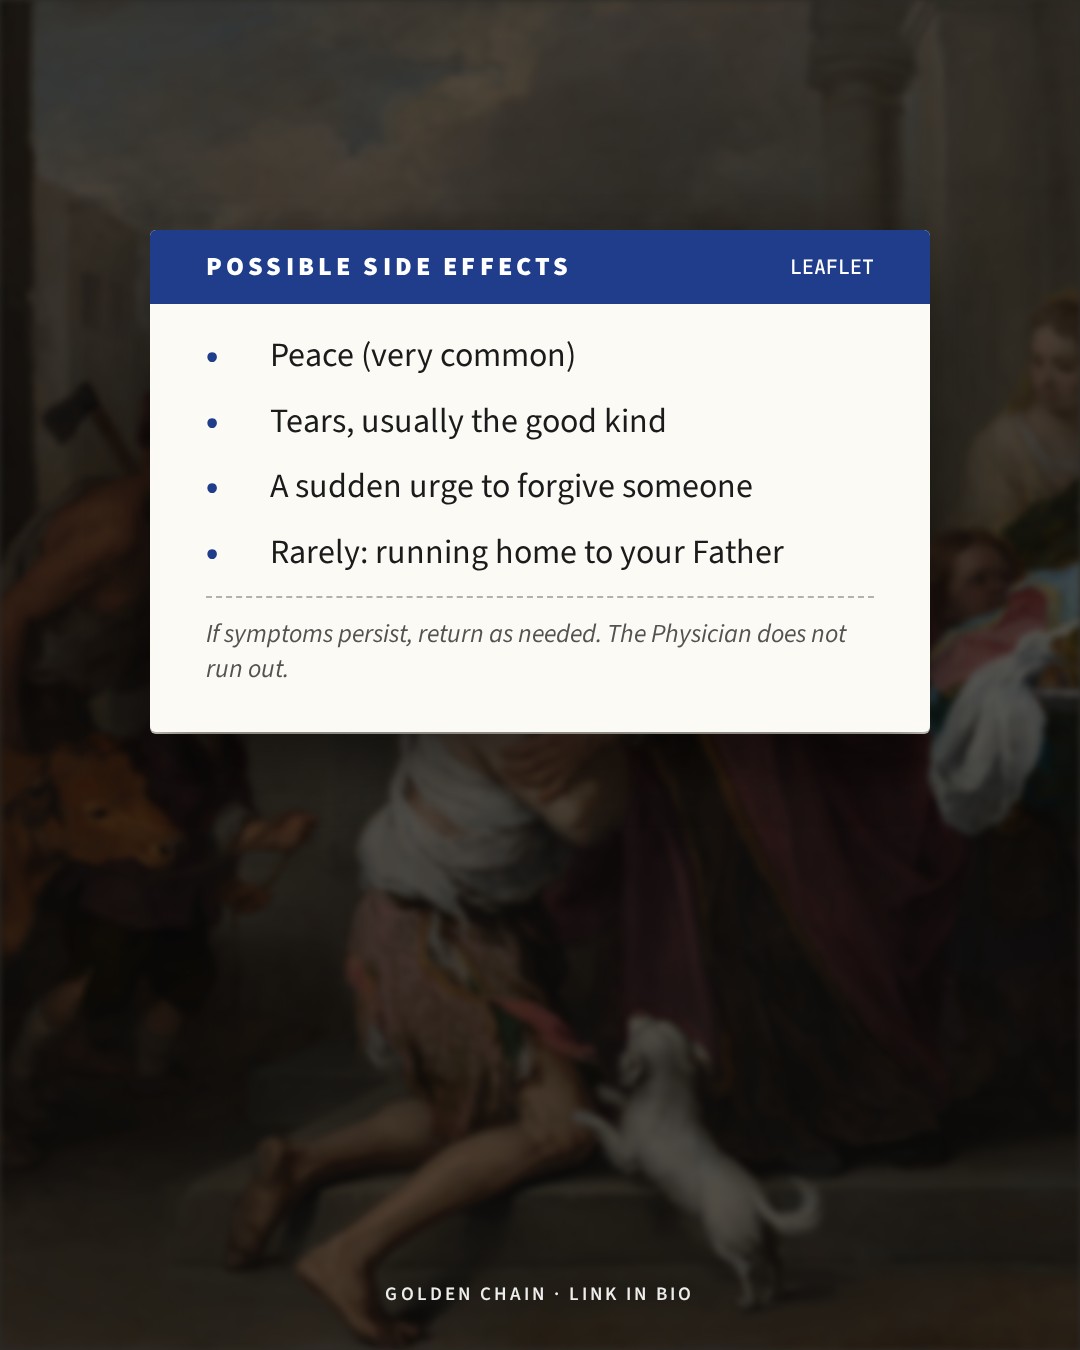 POSSIBLE SIDE EFFECTS
LEAFLET
• Peace (very common)
• Tears, usually the good kind
• A sudden urge to forgive someone
• Rarely: running home to your Father
If symptoms persist, return as needed. The Physician does not
run out.
GOLDEN CHAIN · LINK IN BIO